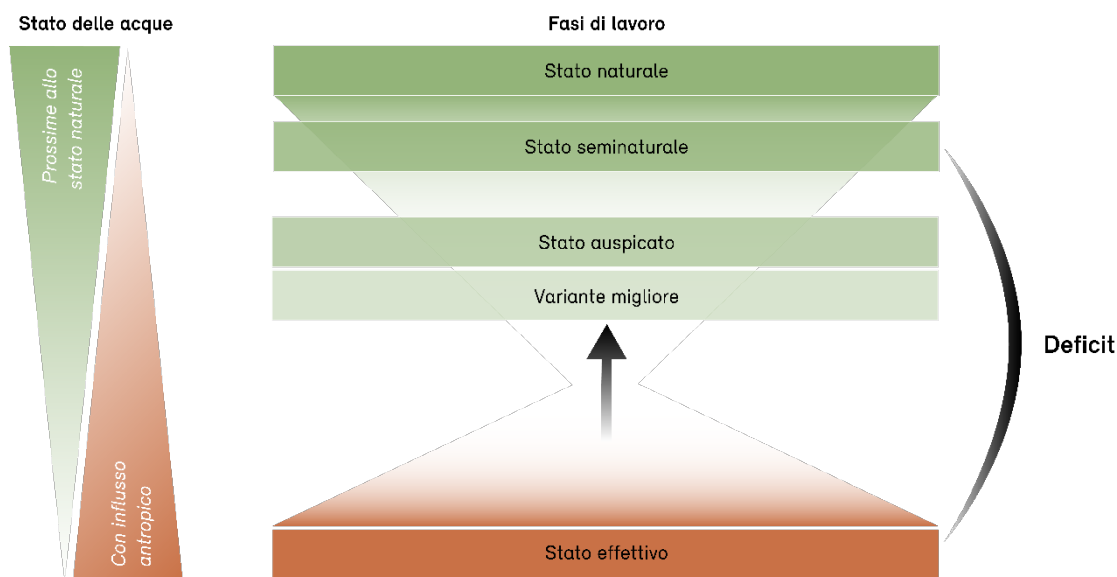 Stato delle acque
Fasi di lavoro
Prossime allo
stato naturale
Con influsso
antropico
Stato naturale
Stato seminaturale
Stato auspicato
Variante migliore
Stato effettivo
Deficit